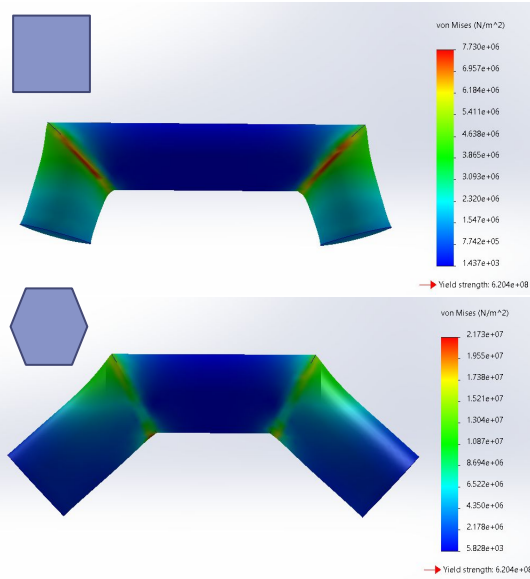 von Mises (N/m^2)
7.730e+06
6.957e+06
6.184e+06
5.411e+06
4.638e+06
3.865e+06
3.093e+06
2.320e+06
1.547e+06
7.742e+05
1.437e+03
Yield strength: 6.204e+08
von Mises (N/m^2)
2.173e+07
1.955e+07
1.738e+07
1.521e+07
1.304e+07
1.087e+07
8.694e+06
6.522e+06
4.350e+06
2.178e+06
5.828e+03
Yield strength: 6.204e+08